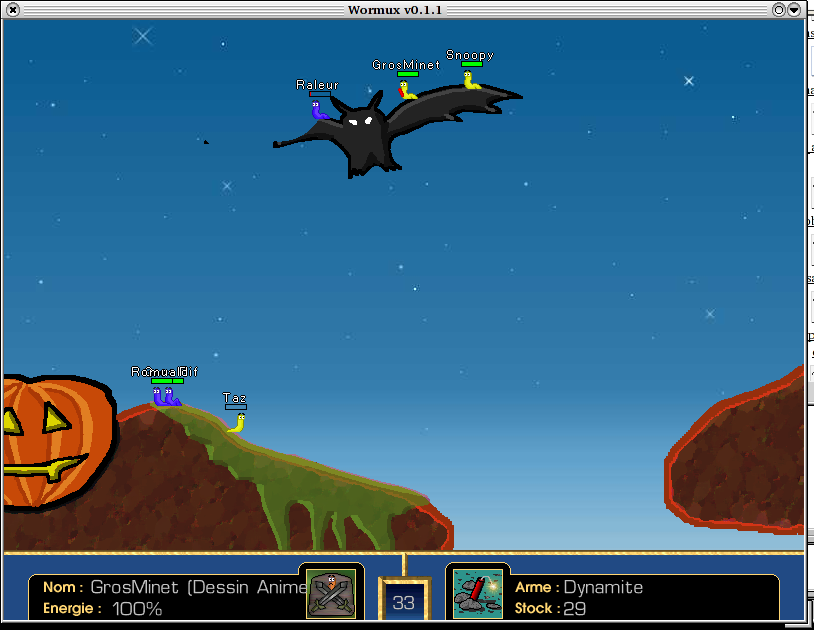 Wormux v0.1.1
Snoopy
GrosMinet
Raleur
Taz
Nom : GrosMinet (Dessin Anime
Energie : 100%
33
Arme : Dynamite
Stock : 29